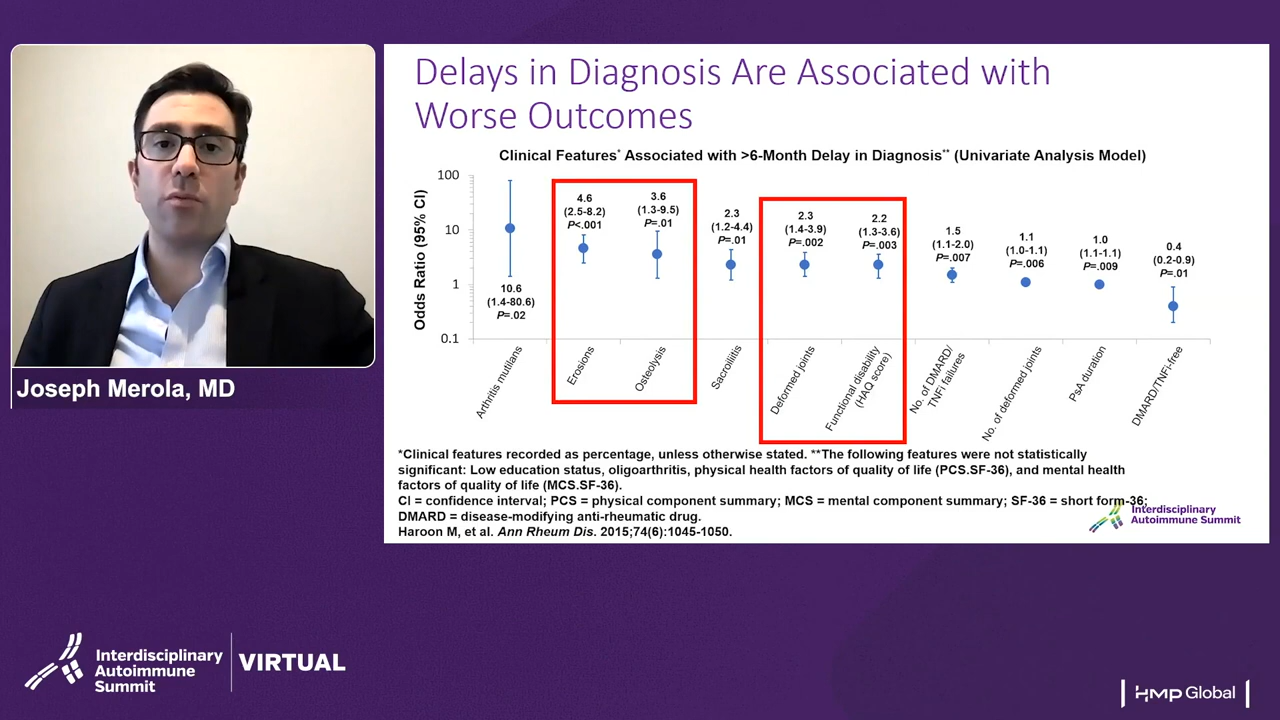 Delays in Diagnosis Are Associated with
Worse Outcomes
Clinical Features* Associated with >6-Month Delay in Diagnosis** (Univariate Analysis Model)
Odds Ratio (95% CI)
100
10
1
0.1
10.6
(1.4-80.6)
P=.02
4.6
(2.5-8.2)
P<.001
3.6
(1.3-9.5)
P=.01
2.3
(1.2-4.4)
P=.01
2.3
(1.4-3.9)
P=.002
2.2
(1.3-3.6)
P=.003
1.5
(1.1-2.0)
P=.007
1.1
(1.0-1.1)
P=.006
1.0
(1.1-1.1)
P=.009
0.4
(0.2-0.9)
P=.01
Arthritis mutilans
Erosions
Osteolysis
Sacroiliitis
Deformed joints
Functional disability
(HAQ score)
No. of DMARD/
TNFi failures
No. of deformed joints
PsA duration
DMARD/TNFi-free
*Clinical features recorded as percentage, unless otherwise stated. **The following features were not statistically
significant: Low education status, oligoarthritis, physical health factors of quality of life (PCS.SF-36), and mental health
factors of quality of life (MCS.SF-36).
CI = confidence interval; PCS = physical component summary; MCS = mental component summary; SF-36 = short form-36;
DMARD = disease-modifying anti-rheumatic drug.
Haroon M, et al. Ann Rheum Dis. 2015;74(6):1045-1050.
Interdisciplinary
Autoimmune Summit
Joseph Merola, MD
Interdisciplinary
Autoimmune
Summit
VIRTUAL
HMP Global